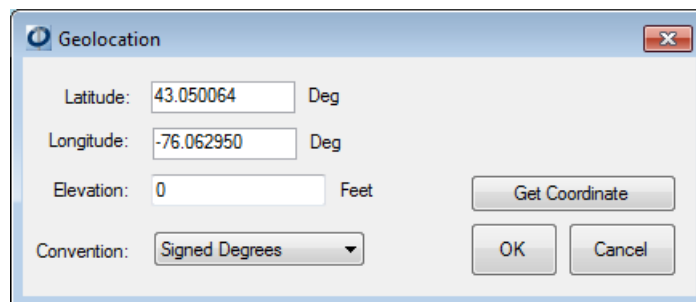 Geolocation
Latitude: 43.050064 Deg
Longitude: -76.062950 Deg
Elevation: 0 Feet
Get Coordinate
Convention: Signed Degrees
OK Cancel